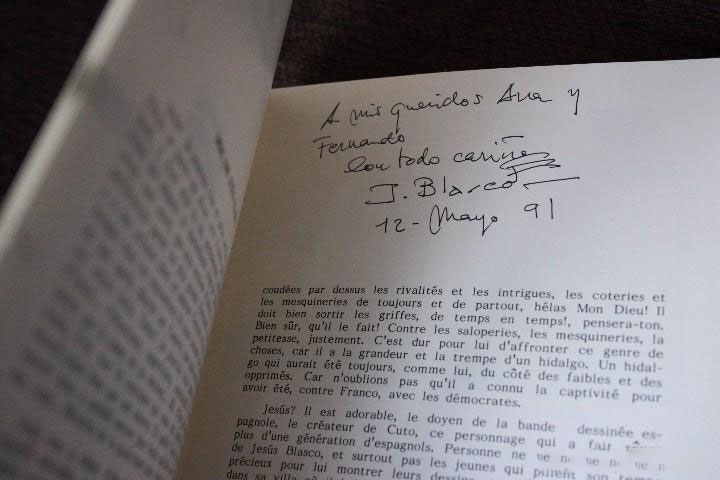 A mis queridos Ana y
Fernando
Con todo cariño
J. Blasco
12 - Mayo 91
coudées par dessus les rivalités et les intrigues, les coteries et
les mesquineries de toujours et de partout, hélas Mon Dieu! Il
doit bien sortir les griffes, de temps en temps!, pensera-ton.
Bien sûr, qu'il le fait! Contre les saloperies, les mesquineries, la
petitesse, justement. C'est dur pour lui d'affronter ce genre de
choses, car il a la grandeur et la trempe d'un hidalgo. Un hidal-
go qui aurait été toujours, comme lui, du côté des faibles et des
opprimés. Car n'oublions pas qu'il a connu la captivité pour
avoir été, contre Franco, avec les démocrates.
Jesús? Il est adorable, le doyen de la bande dessinée es-
pagnole, le créateur de Cuto, ce personnage qui a fait
plus d'une génération d'espagnols. Personne ne
de Jesús Blasco, et surtout pas les jeunes qui
précieux pour lui montrer leurs
dans sa villa